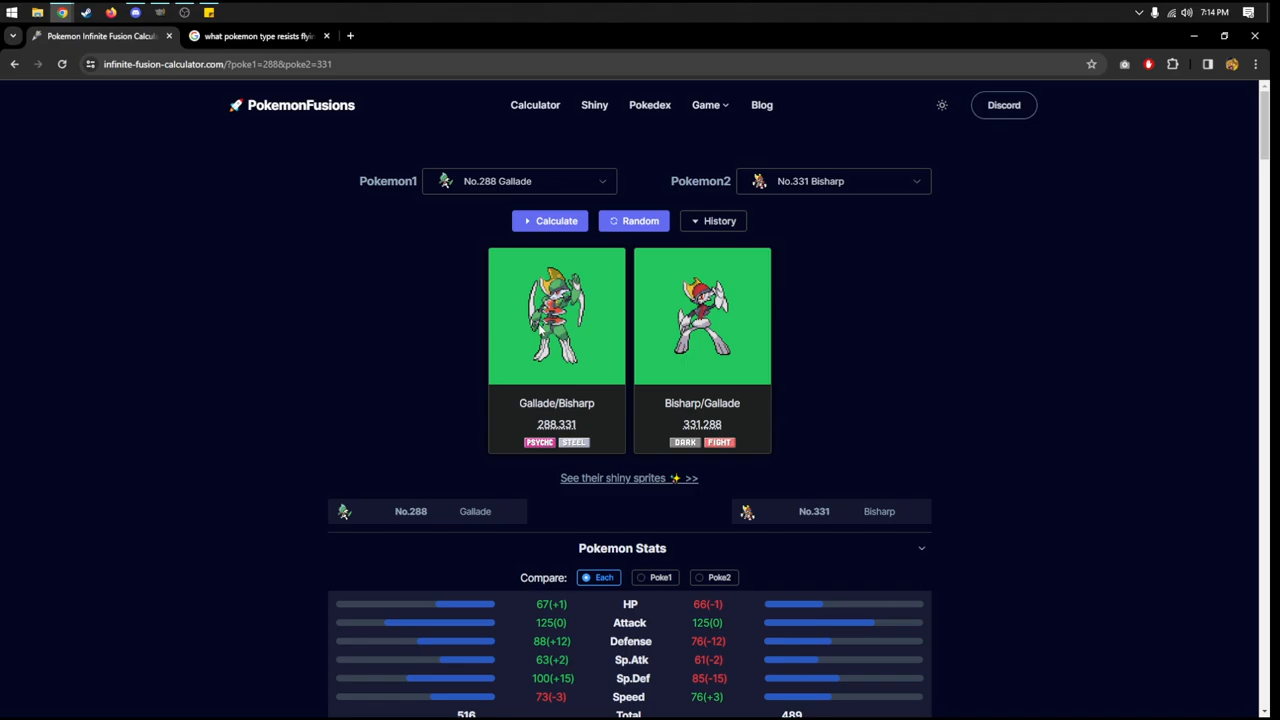 7:14 PM
Pokemon Infinite Fusion Calcul
what pokemon type resists flyi
infinite-fusion-calculator.com/?poke1=288&poke2=331
PokemonFusions Calculator Shiny Pokedex Game Blog Discord
Pokemon1 No.288 Gallade Pokemon2 No.331 Bisharp
Calculate Random History
Gallade/Bisharp Bisharp/Gallade
288.331 331.288
PSYCHC STEEL DARK FIGHT
See their shiny sprites ✨ >>
No.288 Gallade No.331 Bisharp
Pokemon Stats
Compare: Each Poke1 Poke2
67(+1) HP 66(-1)
125(0) Attack 125(0)
88(+12) Defense 76(-12)
63(+2) Sp.Atk 61(-2)
100(+15) Sp.Def 85(-15)
73(-3) Speed 76(+3)
516 Total 489